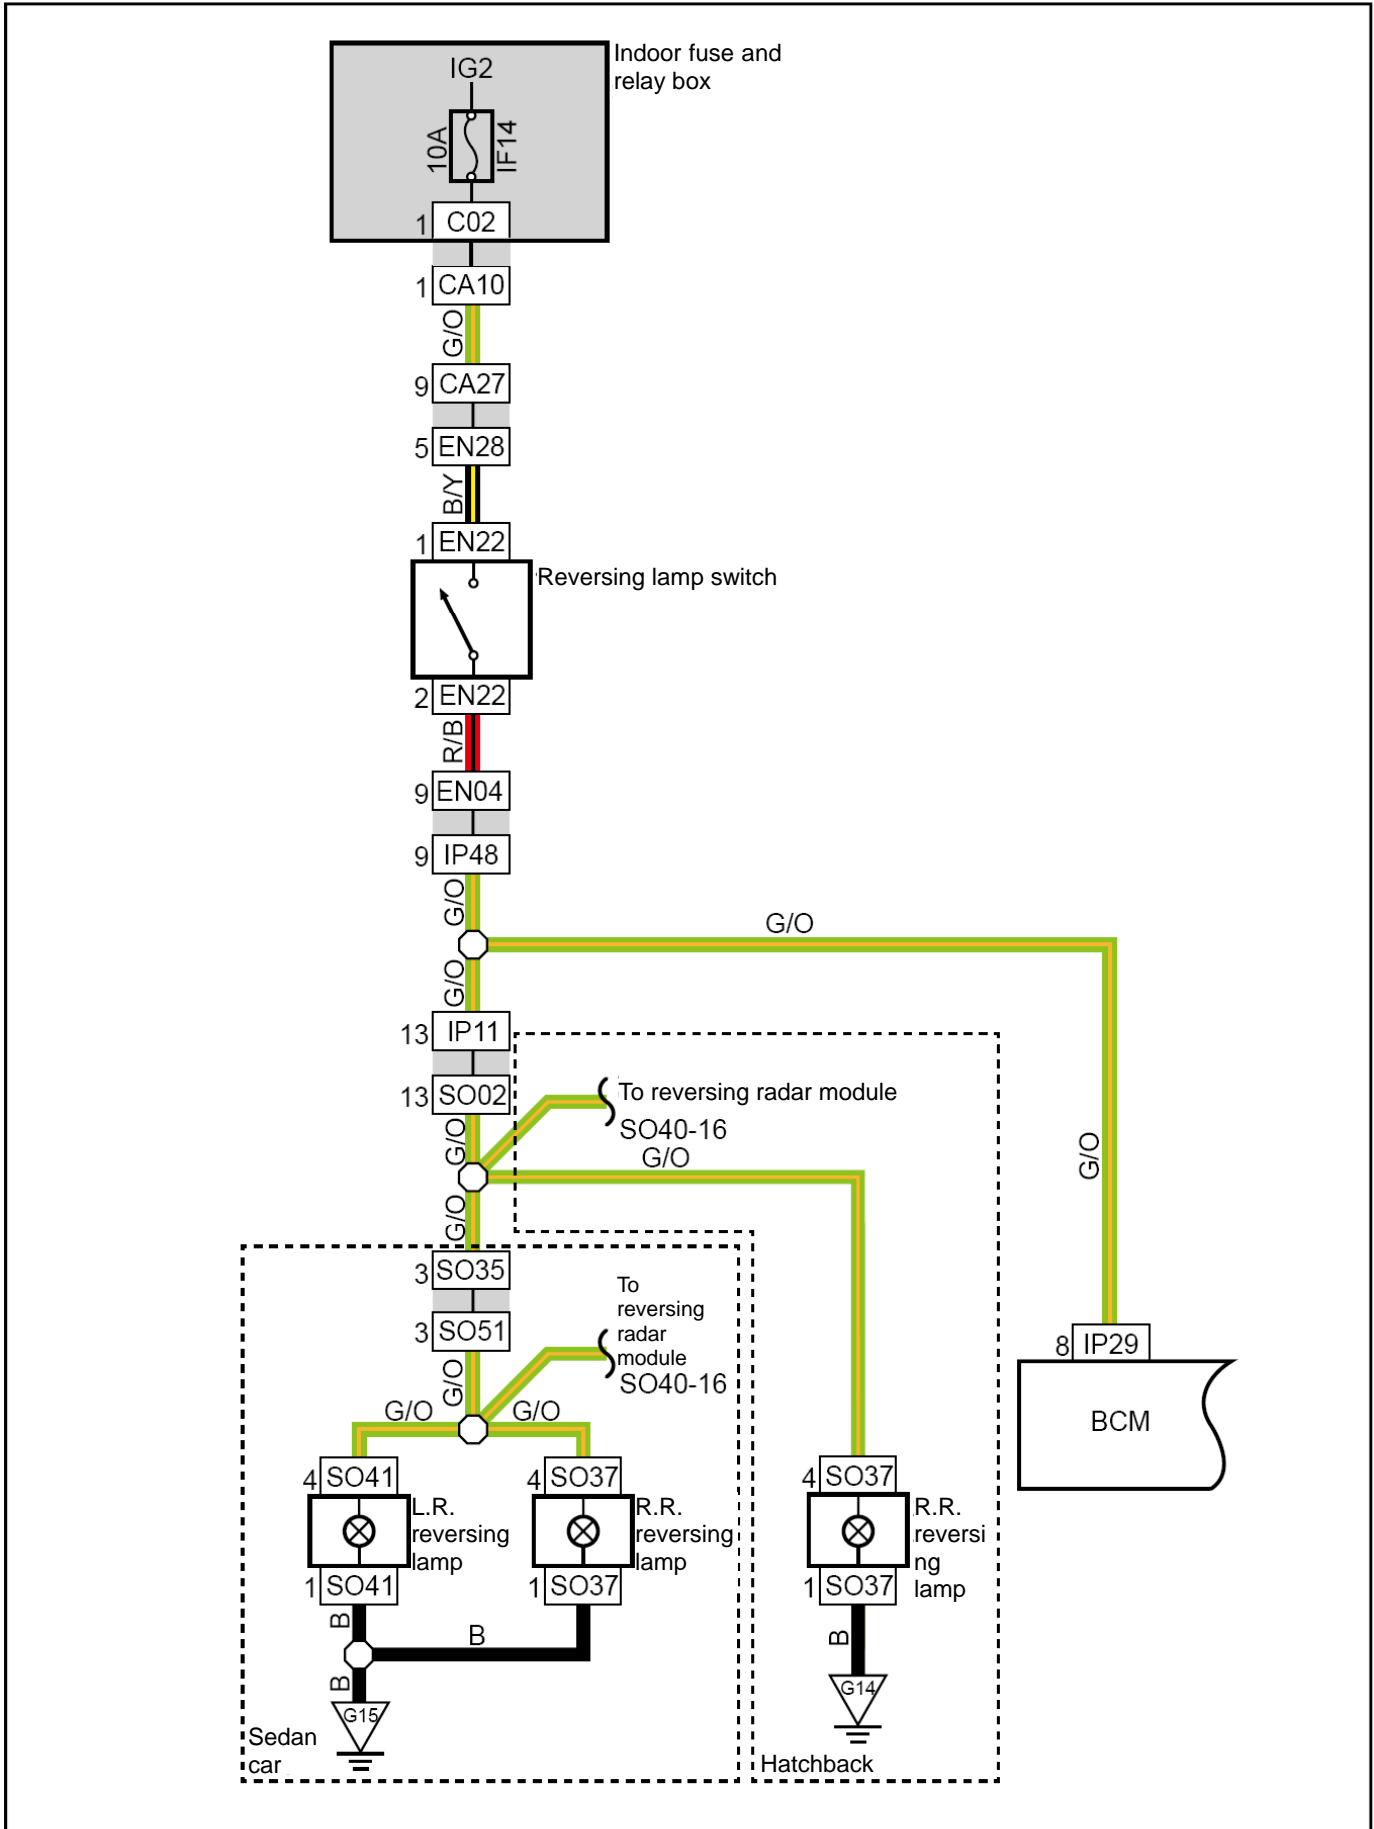 Indoor fuse and
relay box
IG2
10A
IF14
1 C02
1 CA10
G/O
9 CA27
5 EN28
B/Y
1 EN22
Reversing lamp switch
2 EN22
R/B
9 EN04
9 IP48
G/O
G/O
G/O
13 IP11
13 SO02
To reversing radar module
SO40-16
G/O
G/O
G/O
G/O
3 SO35
To
reversing
radar
module
SO40-16
3 SO51
G/O
8 IP29
BCM
G/O G/O
4 SO41
L.R.
reversing
lamp
1 SO41
4 SO37
R.R.
reversing
lamp
1 SO37
4 SO37
R.R.
reversi
ng
lamp
1 SO37
B
B
B
B
G15
G14
Sedan
car
Hatchback